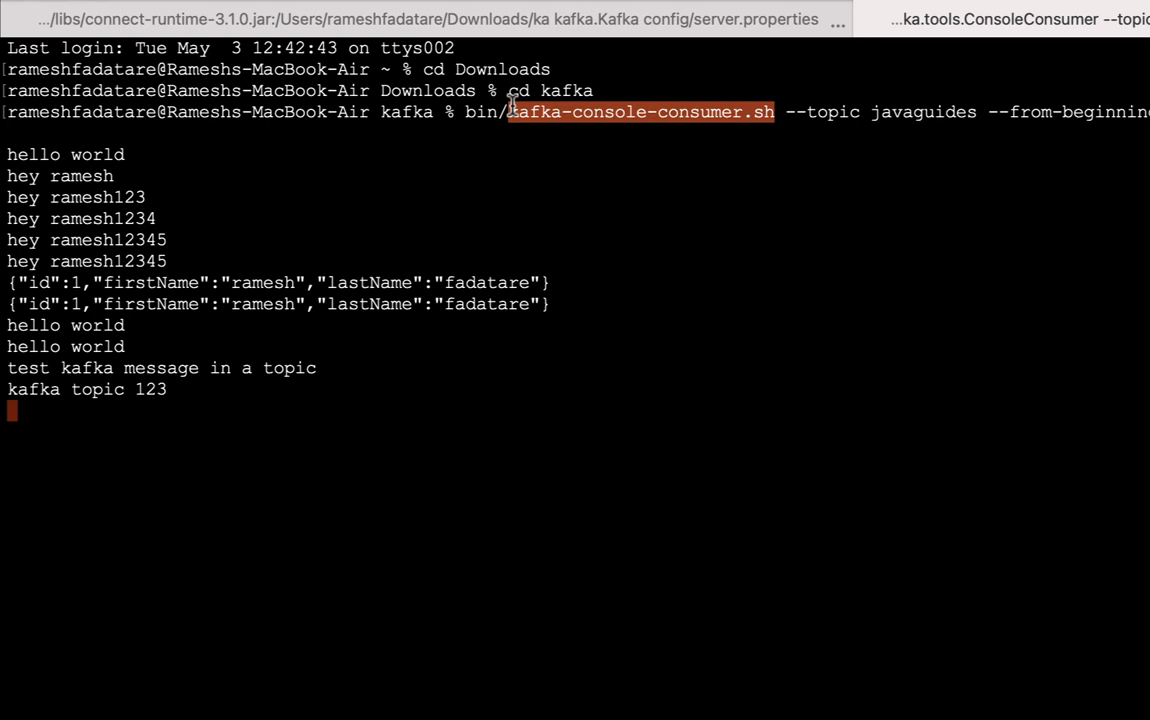 .../libs/connect-runtime-3.1.0.jar:/Users/rameshfadatare/Downloads/ka kafka.Kafka config/server.properties ... ...ka.tools.ConsoleConsumer --topic
Last login: Tue May  3 12:42:43 on ttys002
[rameshfadatare@Rameshs-MacBook-Air ~ % cd Downloads
[rameshfadatare@Rameshs-MacBook-Air Downloads % cd kafka
[rameshfadatare@Rameshs-MacBook-Air kafka % bin/kafka-console-consumer.sh --topic javaguides --from-beginning
hello world
hey ramesh
hey ramesh123
hey ramesh1234
hey ramesh12345
hey ramesh12345
{"id":1,"firstName":"ramesh","lastName":"fadatare"}
{"id":1,"firstName":"ramesh","lastName":"fadatare"}
hello world
hello world
test kafka message in a topic
kafka topic 123